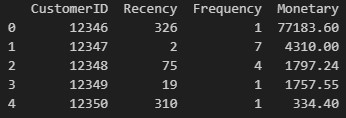 CustomerID Recency Frequency Monetary
0 12346 326 1 77183.60
1 12347 2 7 4310.00
2 12348 75 4 1797.24
3 12349 19 1 1757.55
4 12350 310 1 334.40